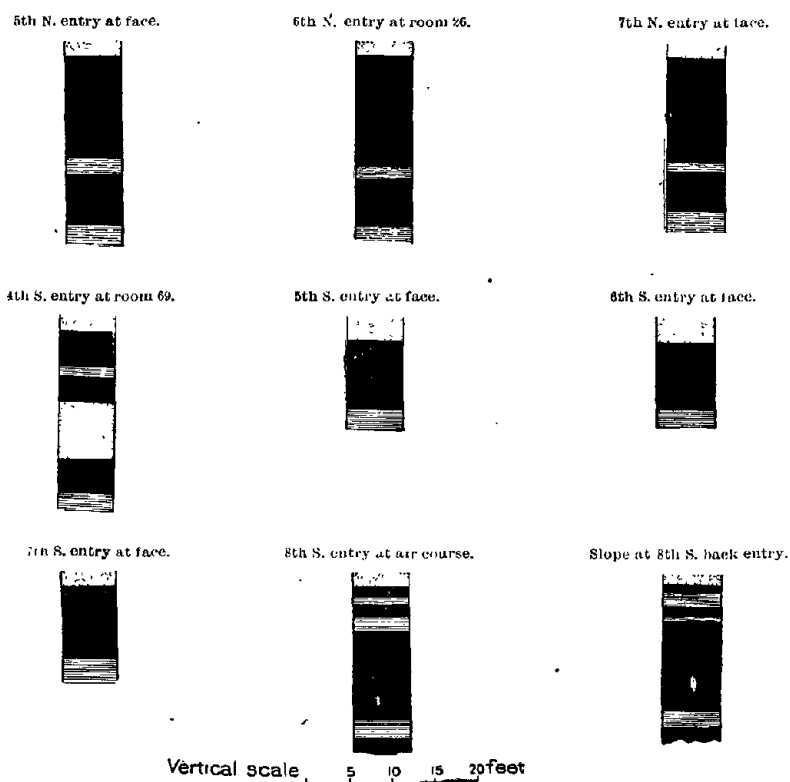 5th N. entry at face.
6th N. entry at room 26.
7th N. entry at face.
4th S. entry at room 69.
5th S. entry at face.
6th S. entry at face.
7th S. entry at face.
8th S. entry at air course.
Slope at 8th S. back entry.
Vertical scale 5 10 15 20 feet